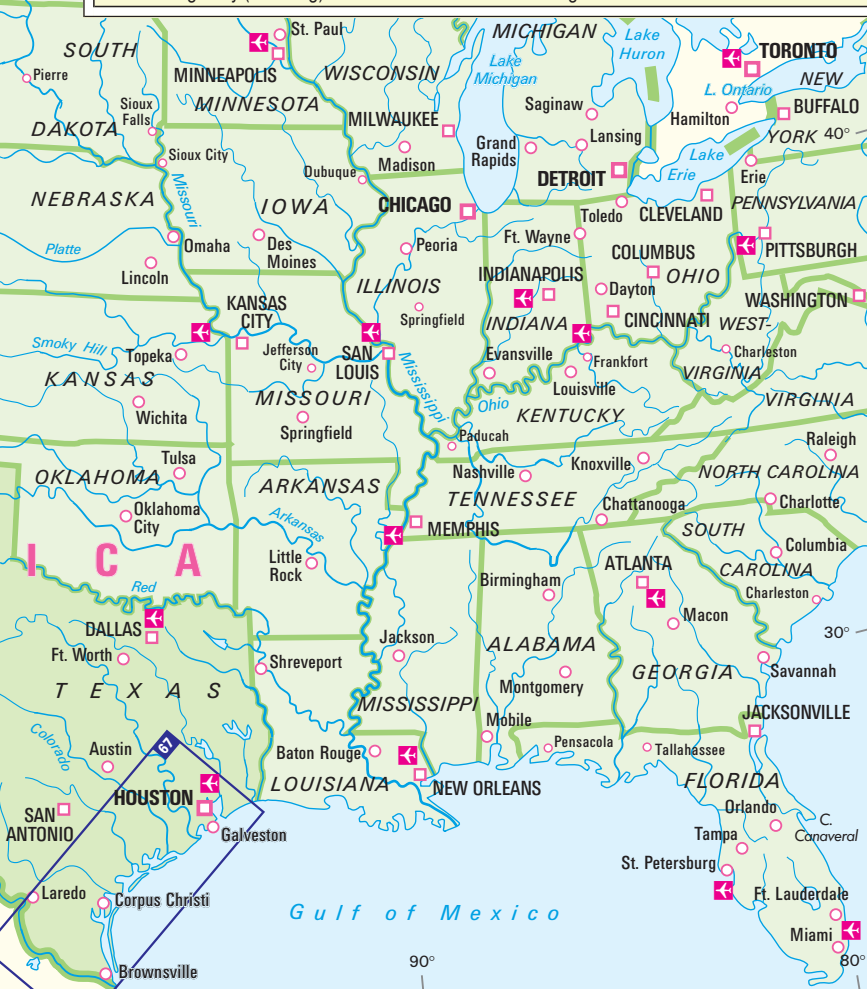 St. Paul
SOUTH
MICHIGAN
Lake
Huron
TORONTO
Pierre
MINNEAPOLIS
WISCONSIN
Lake
Michigan
NEW
MINNESOTA
L. Ontario
Sioux
Falls
Saginaw
BUFFALO
DAKOTA
MILWAUKEE
Hamilton
YORK
40°
Sioux City
Madison
Grand
Rapids
Lansing
Lake
Erie
Erie
Dubuque
DETROIT
NEBRASKA
Missouri
IOWA
CHICAGO
Toledo
CLEVELAND
PENNSYLVANIA
Platte
Omaha
Des
Moines
Peoria
Ft. Wayne
COLUMBUS
PITTSBURGH
Lincoln
ILLINOIS
INDIANAPOLIS
OHIO
Dayton
KANSAS
CITY
Springfield
INDIANA
CINCINNATI
WASHINGTON
WEST-
VIRGINIA
Smoky Hill
Topeka
Jefferson
City
SAN
LOUIS
Mississippi
Evansville
Frankfort
Charleston
KANSAS
Louisville
MISSOURI
Ohio
KENTUCKY
VIRGINIA
Wichita
Springfield
Paducah
Raleigh
Tulsa
Nashville
Knoxville
NORTH CAROLINA
OKLAHOMA
ARKANSAS
TENNESSEE
Chattanooga
Charlotte
Oklahoma
City
Arkansas
MEMPHIS
SOUTH
CAROLINA
I C A
Little
Rock
ATLANTA
Columbia
Red
Birmingham
Charleston
DALLAS
Macon
30°
Ft. Worth
Jackson
ALABAMA
Shreveport
GEORGIA
Savannah
TEXAS
Montgomery
MISSISSIPPI
JACKSONVILLE
Colorado
Mobile
Austin
67
Baton Rouge
Pensacola
Tallahassee
HOUSTON
LOUISIANA
NEW ORLEANS
FLORIDA
SAN
ANTONIO
Orlando
C.
Canaveral
Galveston
Tampa
St. Petersburg
Laredo
Corpus Christi
Gulf of Mexico
Ft. Lauderdale
Miami
Brownsville
90°
80°